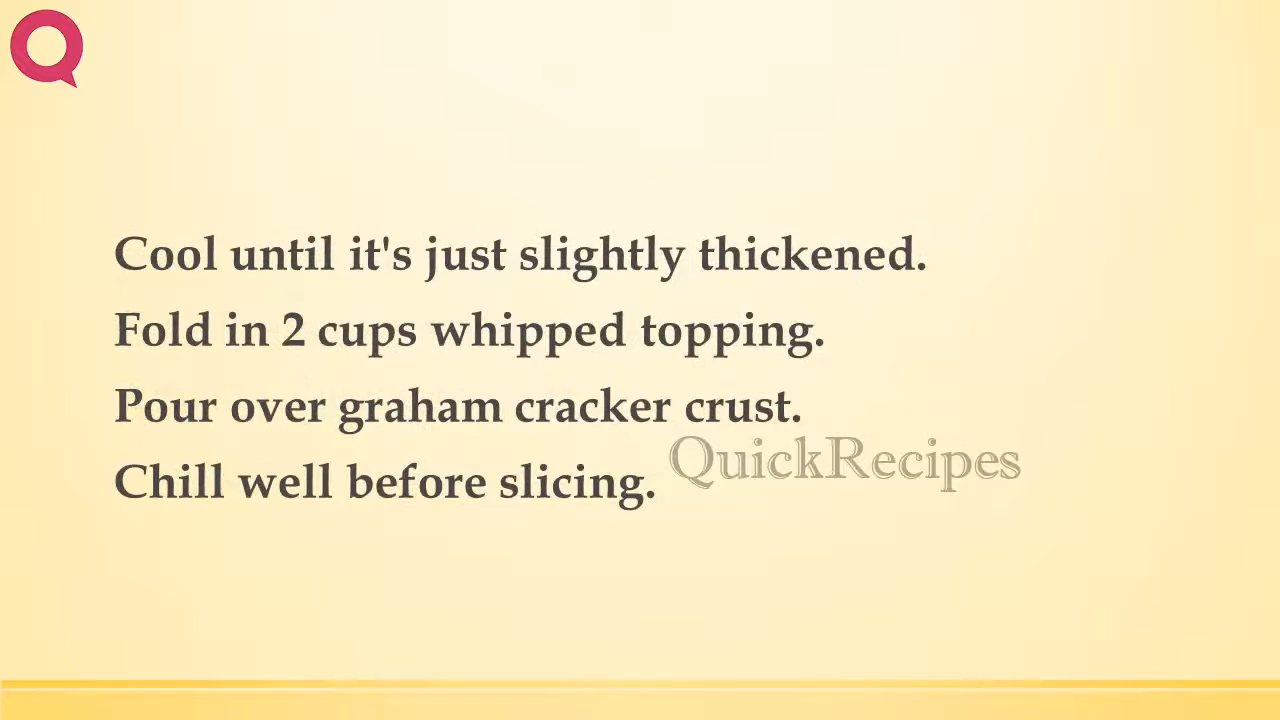 Cool until it's just slightly thickened.
Fold in 2 cups whipped topping.
Pour over graham cracker crust.
Chill well before slicing.
QuickRecipes